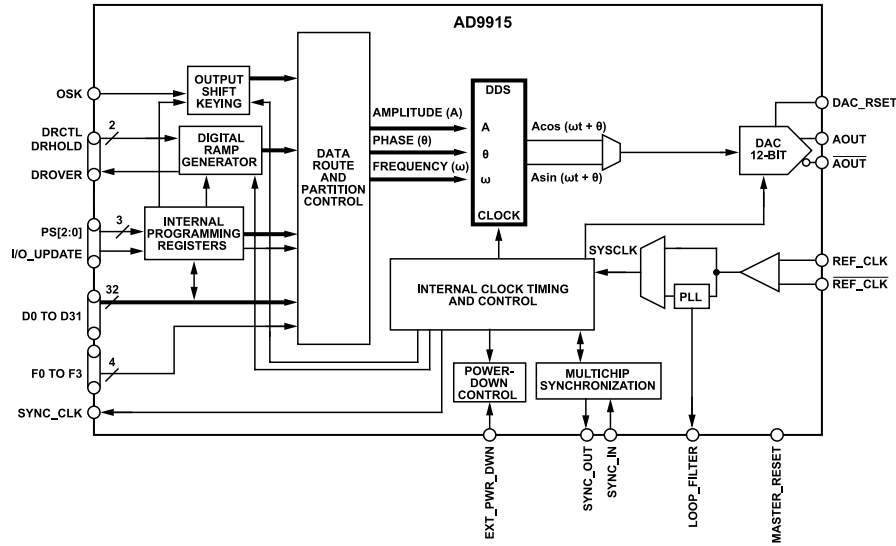 AD9915
OSK
OUTPUT
SHIFT
KEYING
2
DRCTL
DRHOLD
DROVER
DIGITAL
RAMP
GENERATOR
3
PS[2:0]
I/O_UPDATE
INTERNAL
PROGRAMMING
REGISTERS
32
D0 TO D31
4
F0 TO F3
SYNC_CLK
DATA
ROUTE
AND
PARTITION
CONTROL
AMPLITUDE (A)
PHASE (θ)
FREQUENCY (ω)
DDS
A
θ
ω
CLOCK
Acos (ωt + θ)
Asin (ωt + θ)
DAC
12-BIT
DAC_RSET
AOUT
AOUT
SYSCLK
PLL
REF_CLK
REF_CLK
INTERNAL CLOCK TIMING
AND CONTROL
POWER-
DOWN
CONTROL
MULTICHIP
SYNCHRONIZATION
EXT_PWR_DWN
SYNC_OUT
SYNC_IN
LOOP_FILTER
MASTER_RESET